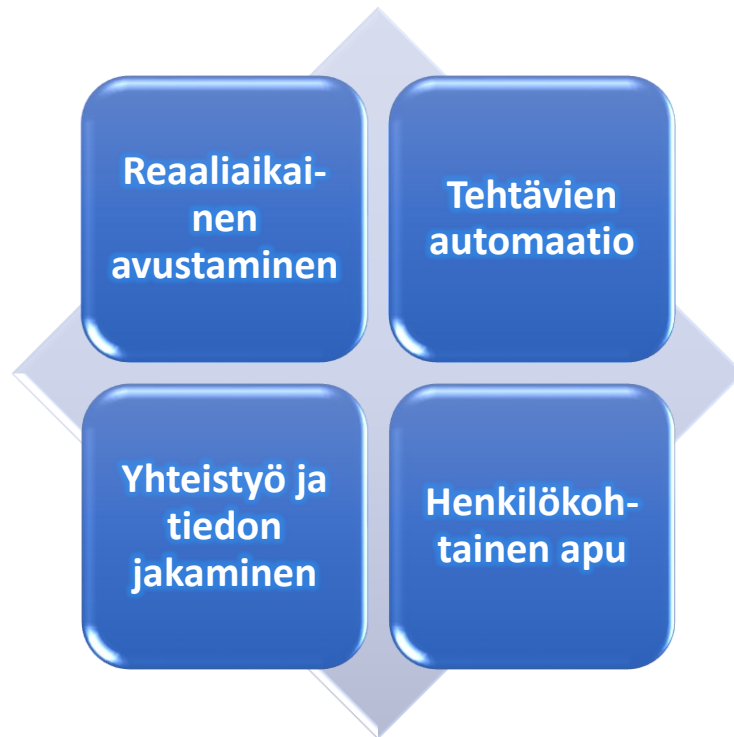 Reaaliaikai-
nen
avustaminen
Tehtävien
automaatio
Yhteistyö ja
tiedon
jakaminen
Henkilökoh-
tainen apu